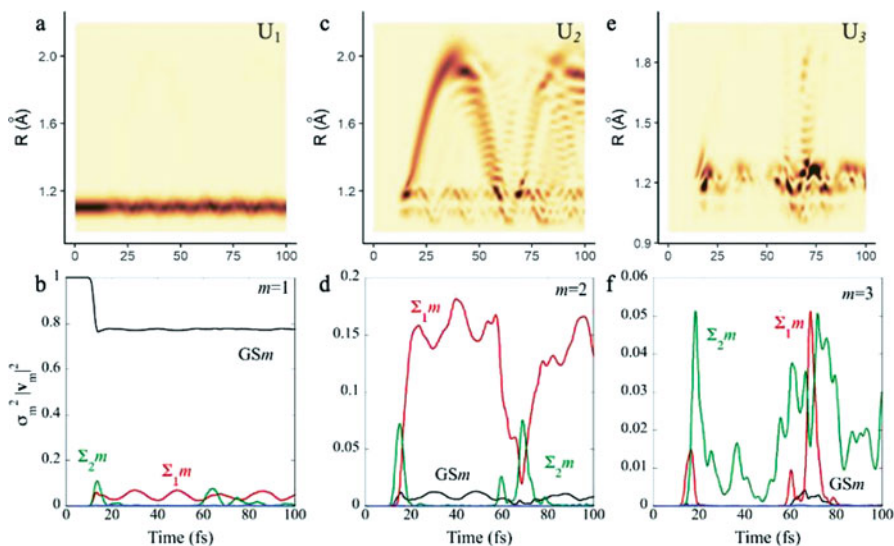 a U₁ c U₂ e U₃
R (Å) 2.0 1.6 1.2
R (Å) 2.0 1.6 1.2
R (Å) 1.8 1.5 1.2 0.9
0 25 50 75 100 0 25 50 75 100 0 25 50 75 100
b m=1
d m=2
f m=3
σₘ² |vₘ|²
1 0.8 0.6 0.4 0.2 0
GSm
Σ₂m
Σ₁m
0.2 0.15 0.1 0.05 0
Σ₁m
GSm
Σ₂m
0.06 0.05 0.04 0.03 0.02 0.01 0
Σ₂m
Σ₁m
GSm
0 20 40 60 80 100 0 20 40 60 80 100 0 20 40 60 80 100
Time (fs) Time (fs) Time (fs)